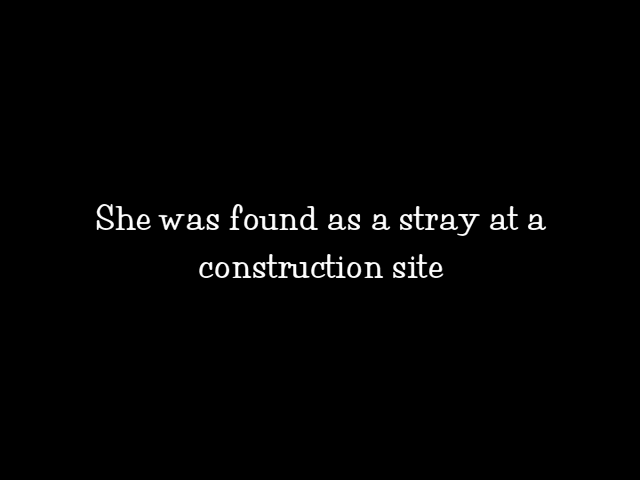 She was found as a stray at a
construction site